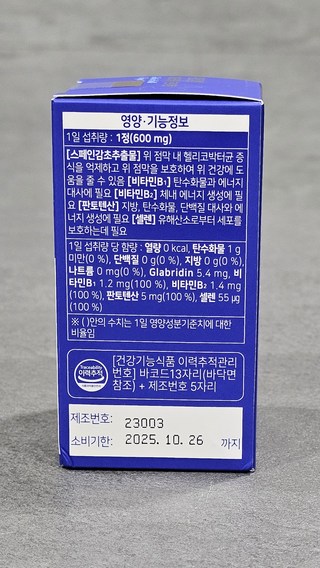 영양·기능정보
1일 섭취량 : 1정(600 mg)
[스페인감초추출물] 위 점막 내 헬리코박터균 증
식을 억제하고 위 점막을 보호하여 위 건강에 도
움을 줄 수 있음 [비타민B₁] 탄수화물과 에너지
대사에 필요 [비타민B₂] 체내 에너지 생성에 필
요 [판토텐산] 지방, 탄수화물, 단백질 대사와 에
너지 생성에 필요 [셀렌] 유해산소로부터 세포를
보호하는데 필요
1일 섭취량 당 함량 : 열량 0 kcal, 탄수화물 1 g
미만(0 %), 단백질 0 g(0 %), 지방 0 g(0 %),
나트륨 0 mg(0 %), Glabridin 5.4 mg, 비
타민B₁ 1.2 mg(100 %), 비타민B₂ 1.4 mg
(100 %), 판토텐산 5 mg(100 %), 셀렌 55 μg
(100 %)
※ ( )안의 수치는 1일 영양성분기준치에 대한
비율임
Traceability
이력추적
[건강기능식품 이력추적관리
번호] 바코드13자리(바닥면
참조) + 제조번호 5자리
제조번호: 23003
소비기한: 2025. 10. 26 까지